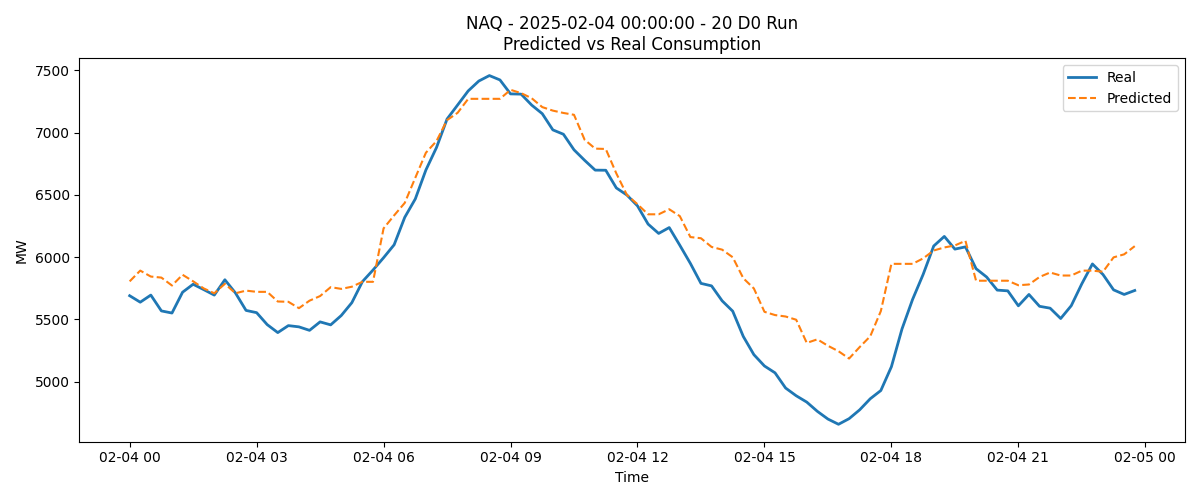 NAQ - 2025-02-04 00:00:00 - 20 D0 Run
Predicted vs Real Consumption
Real
Predicted
MW
7500
7000
6500
6000
5500
5000
02-04 00
02-04 03
02-04 06
02-04 09
02-04 12
02-04 15
02-04 18
02-04 21
02-05 00
Time